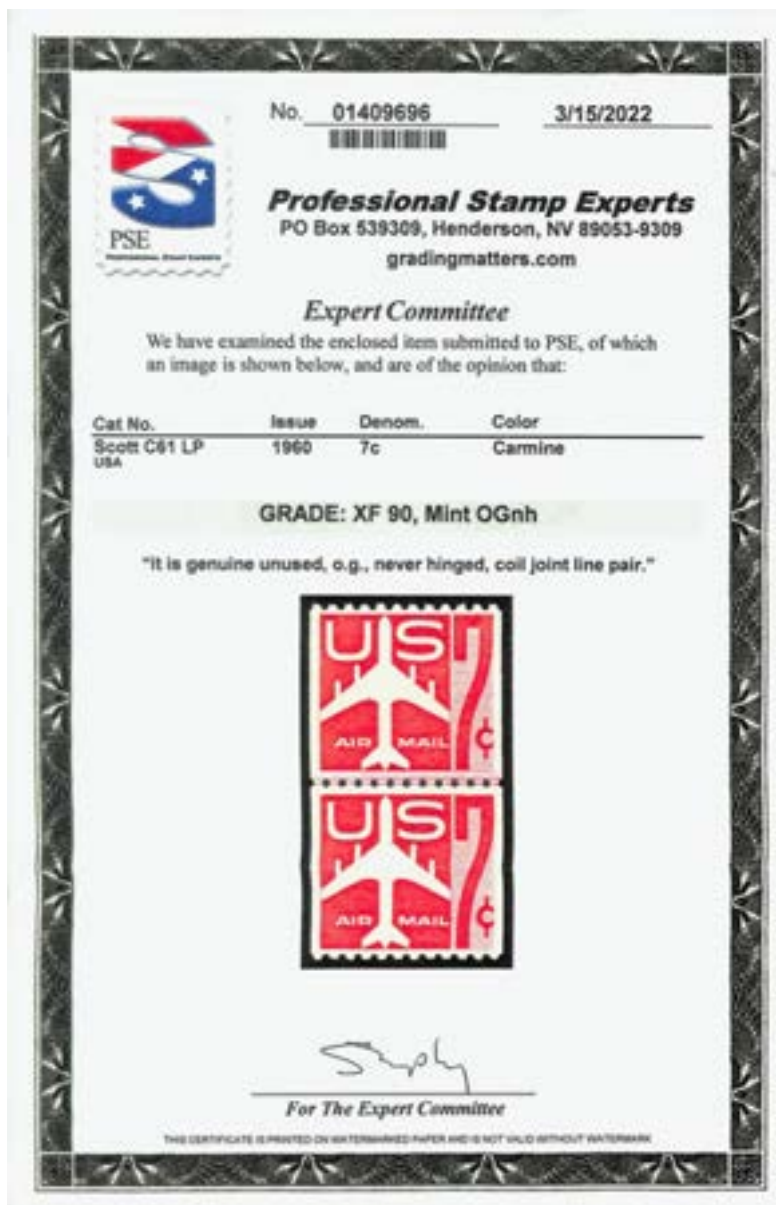 No. 01409696 3/15/2022
PSE
Professional Stamp Experts
PO Box 539309, Henderson, NV 89053-9309
gradingmatters.com
Expert Committee
We have examined the enclosed item submitted to PSE, of which
an image is shown below, and are of the opinion that:
Cat No. Issue Denom. Color
Scott C61 LP 1960 7c Carmine
USA
GRADE: XF 90, Mint OGnh
"it is genuine unused, o.g., never hinged, coil joint line pair."
US 7¢
AIR MAIL
US 7¢
AIR MAIL
For The Expert Committee
THIS CERTIFICATE IS PRINTED ON WATERMARKED PAPER AND IS NOT VALID WITHOUT WATERMARK